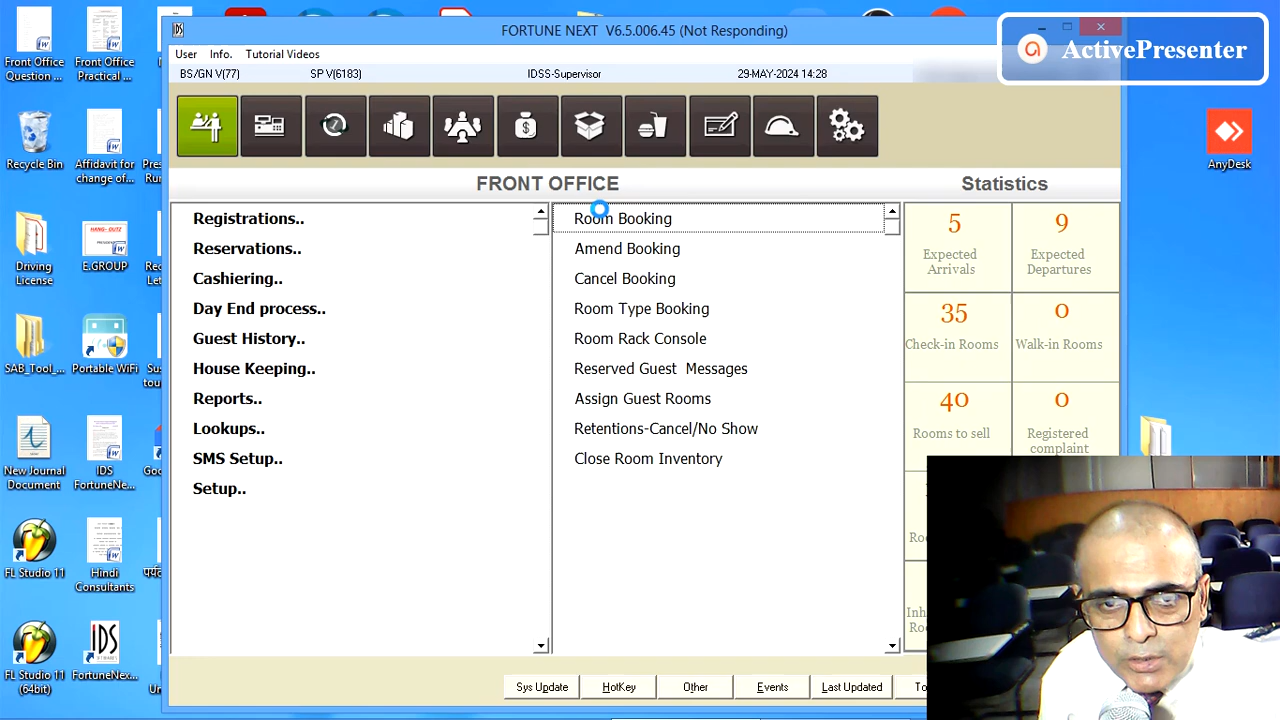 FORTUNE NEXT V6.5.006.45 (Not Responding)
ActivePresenter
User Info. Tutorial Videos
BS/GN V(77) SP V(6183) IDSS-Supervisor 29-MAY-2024 14:28
FRONT OFFICE
Statistics
Registrations..
Reservations..
Cashiering..
Day End process..
Guest History..
House Keeping..
Reports..
Lookups..
SMS Setup..
Setup..
Room Booking
Amend Booking
Cancel Booking
Room Type Booking
Room Rack Console
Reserved Guest Messages
Assign Guest Rooms
Retentions-Cancel/No Show
Close Room Inventory
5
Expected
Arrivals
9
Expected
Departures
35
Check-in Rooms
0
Walk-in Rooms
40
Rooms to sell
0
Registered
complaint
Sys Update HotKey Other Events Last Updated
Front Office
Question ...
Front Office
Practical ...
Recycle Bin
Affidavit for
change of...
Driving
License
E.GROUP
HANG- OUTZ
SAB_Tool_...
Portable WiFi
New Journal
Document
IDS
FortuneNe...
FL Studio 11
Hindi
Consultants
FL Studio 11
(64bit)
IDS
FortuneNex...
AnyDesk